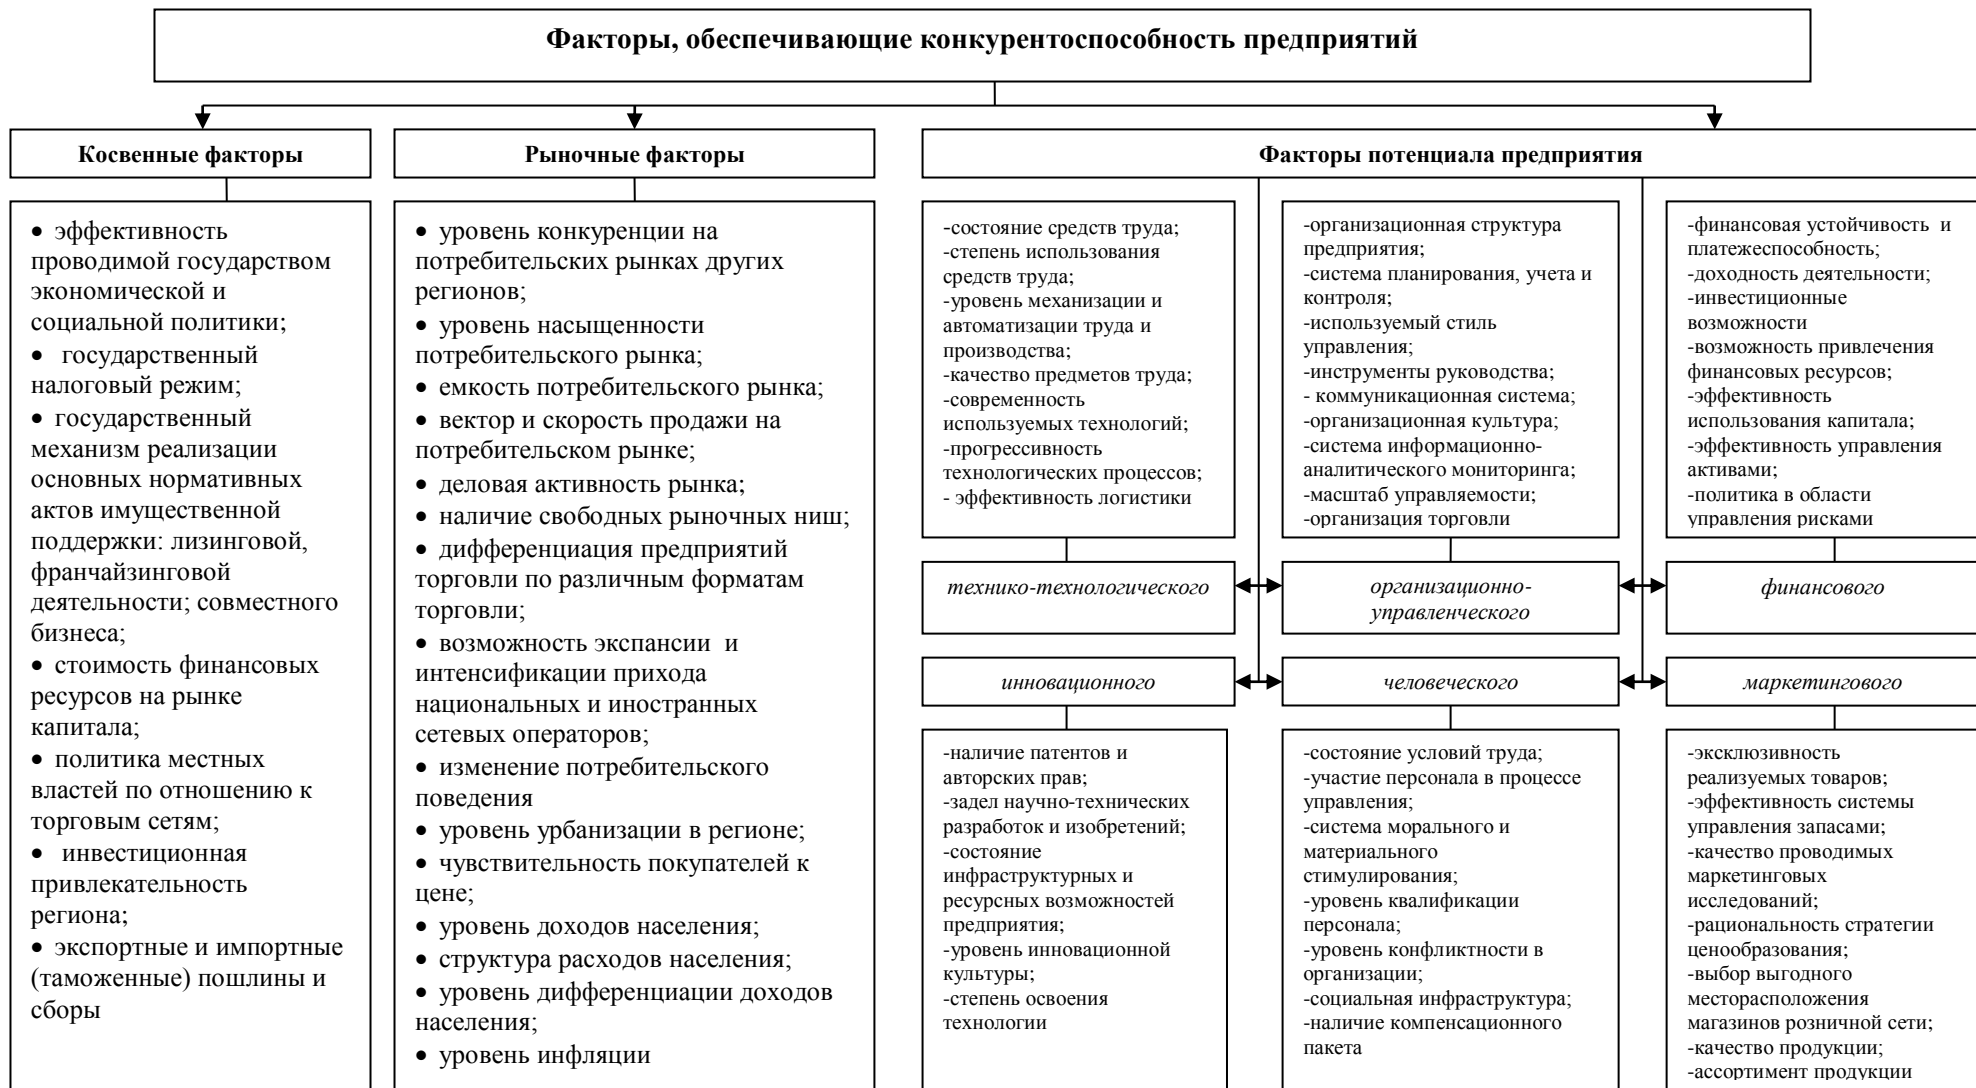 Факторы, обеспечивающие конкурентоспособность предприятий
Косвенные факторы
• эффективность
проводимой государством
экономической и
социальной политики;
• государственный
налоговый режим;
• государственный
механизм реализации
основных нормативных
актов имущественной
поддержки: лизинговой,
франчайзинговой
деятельности; совместного
бизнеса;
• стоимость финансовых
ресурсов на рынке
капитала;
• политика местных
властей по отношению к
торговым сетям;
• инвестиционная
привлекательность
региона;
• экспортные и импортные
(таможенные) пошлины и
сборы
Рыночные факторы
• уровень конкуренции на
потребительских рынках других
регионов;
• уровень насыщенности
потребительского рынка;
• емкость потребительского рынка;
• вектор и скорость продажи на
потребительском рынке;
• деловая активность рынка;
• наличие свободных рыночных ниш;
• дифференциация предприятий
торговли по различным форматам
торговли;
• возможность экспансии и
интенсификации прихода
национальных и иностранных
сетевых операторов;
• изменение потребительского
поведения
• уровень урбанизации в регионе;
• чувствительность покупателей к
цене;
• уровень доходов населения;
• структура расходов населения;
• уровень дифференциации доходов
населения;
• уровень инфляции
Факторы потенциала предприятия
-состояние средств труда;
-степень использования
средств труда;
-уровень механизации и
автоматизации труда и
производства;
-качество предметов труда;
-современность
используемых технологий;
-прогрессивность
технологических процессов;
- эффективность логистики
технико-технологического
-организационная структура
предприятия;
-система планирования, учета и
контроля;
-используемый стиль
управления;
-инструменты руководства;
- коммуникационная система;
-организационная культура;
-система информационно-
аналитического мониторинга;
-масштаб управляемости;
-организация торговли
организационно-
управленческого
-финансовая устойчивость и
платежеспособность;
-доходность деятельности;
-инвестиционные
возможности
-возможность привлечения
финансовых ресурсов;
-эффективность
использования капитала;
-эффективность управления
активами;
-политика в области
управления рисками
финансового
инновационного
-наличие патентов и
авторских прав;
-задел научно-технических
разработок и изобретений;
-состояние
инфраструктурных и
ресурсных возможностей
предприятия;
-уровень инновационной
культуры;
-степень освоения
технологии
человеческого
-состояние условий труда;
-участие персонала в процессе
управления;
-система морального и
материального
стимулирования;
-уровень квалификации
персонала;
-уровень конфликтности в
организации;
-социальная инфраструктура;
-наличие компенсационного
пакета
маркетингового
-эксклюзивность
реализуемых товаров;
-эффективность системы
управления запасами;
-качество проводимых
маркетинговых
исследований;
-рациональность стратегии
ценообразования;
-выбор выгодного
месторасположения
магазинов розничной сети;
-качество продукции;
-ассортимент продукции